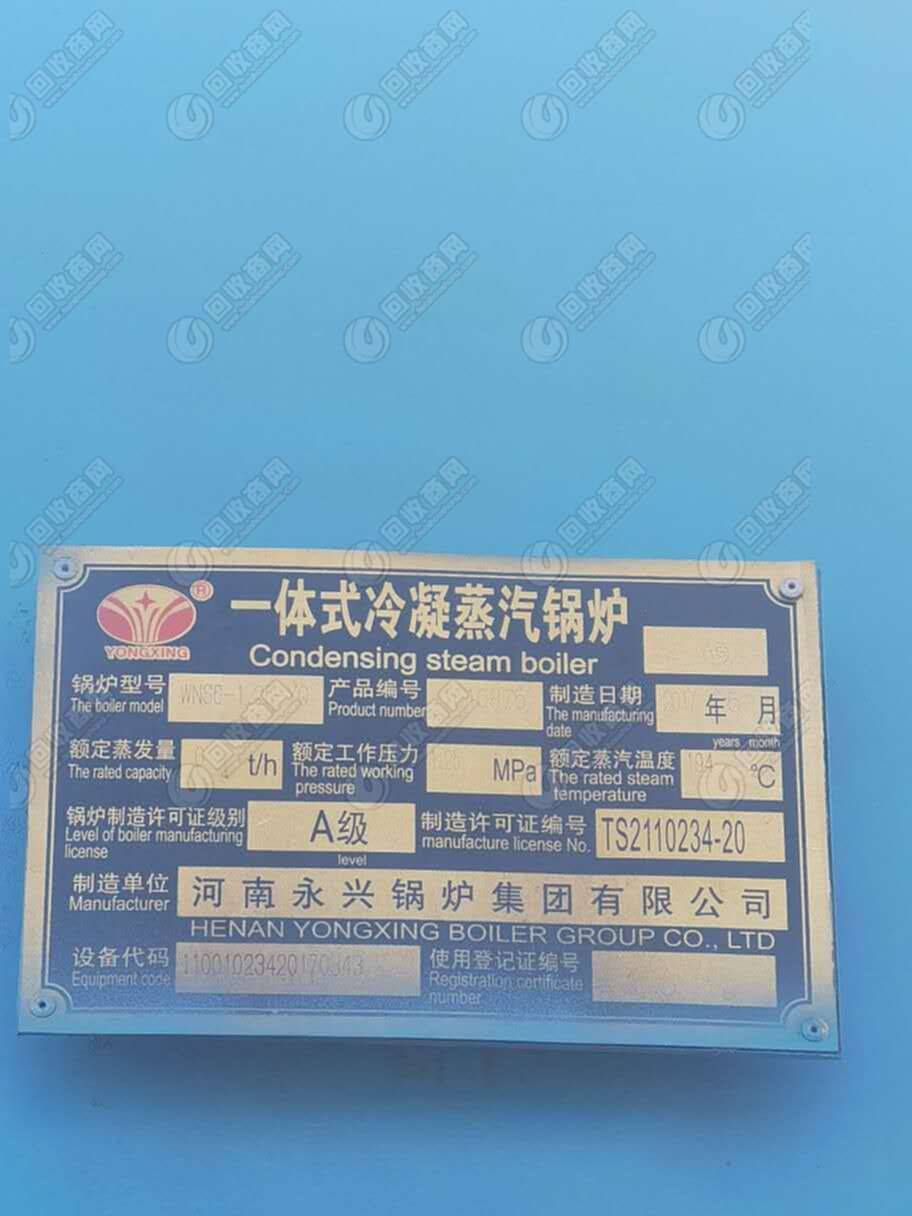 回收商网
YONGXING
®
一体式冷凝蒸汽锅炉
Condensing steam boiler
锅炉型号
The boiler model
产品编号
Product number
制造日期
The manufacturing
date
2017 年 月
years month
额定蒸发量
The rated capacity
t/h
额定工作压力
The rated working
pressure
MPa
额定蒸汽温度
The rated steam
temperature
194 ℃
锅炉制造许可证级别
Level of boiler manufacturing
license
A级
level
制造许可证编号
manufacture license No.
TS2110234-20
制造单位
Manufacturer
河南永兴锅炉集团有限公司
HENAN YONGXING BOILER GROUP CO., LTD
设备代码
Equipment code
使用登记证编号
Registration certificate
number